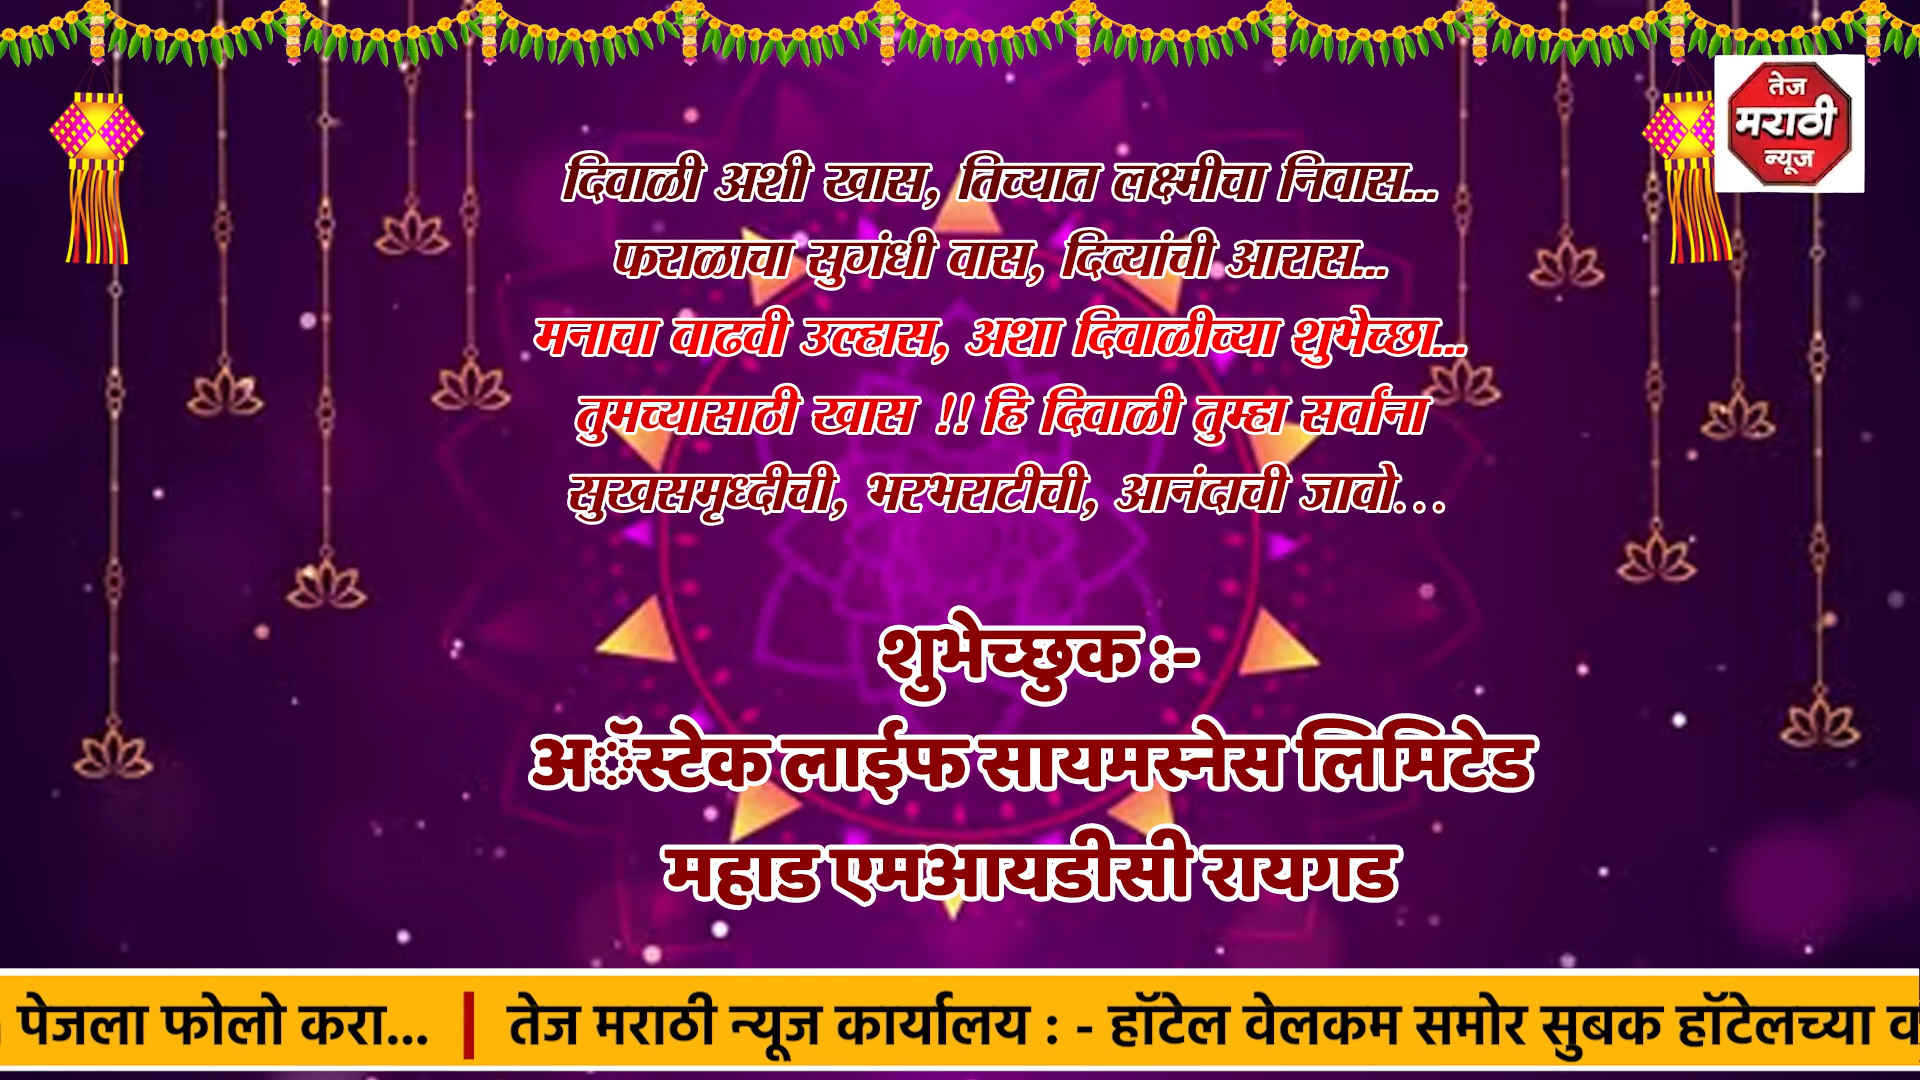 तेज
मराठी
न्यूज
दिवाळी अशी खास, तिच्यात लक्ष्मीचा निवास...
फराळाचा सुगंधी वास, दिव्यांची आरास...
मनाचा वाढवी उल्हास, अशा दिवाळीच्या शुभेच्छा...
तुमच्यासाठी खास !! हि दिवाळी तुम्हा सर्वाना
सुखसमृध्दीची, भरभराटीची, आनंदाची जावो...
शुभेच्छुक :-
अॅस्टेक लाईफ सायमस्नेस लिमिटेड
महाड एमआयडीसी रायगड
पेजला फोलो करा... | तेज मराठी न्यूज कार्यालय : - हॉटेल वेलकम समोर सुबक हॉटेलच्या